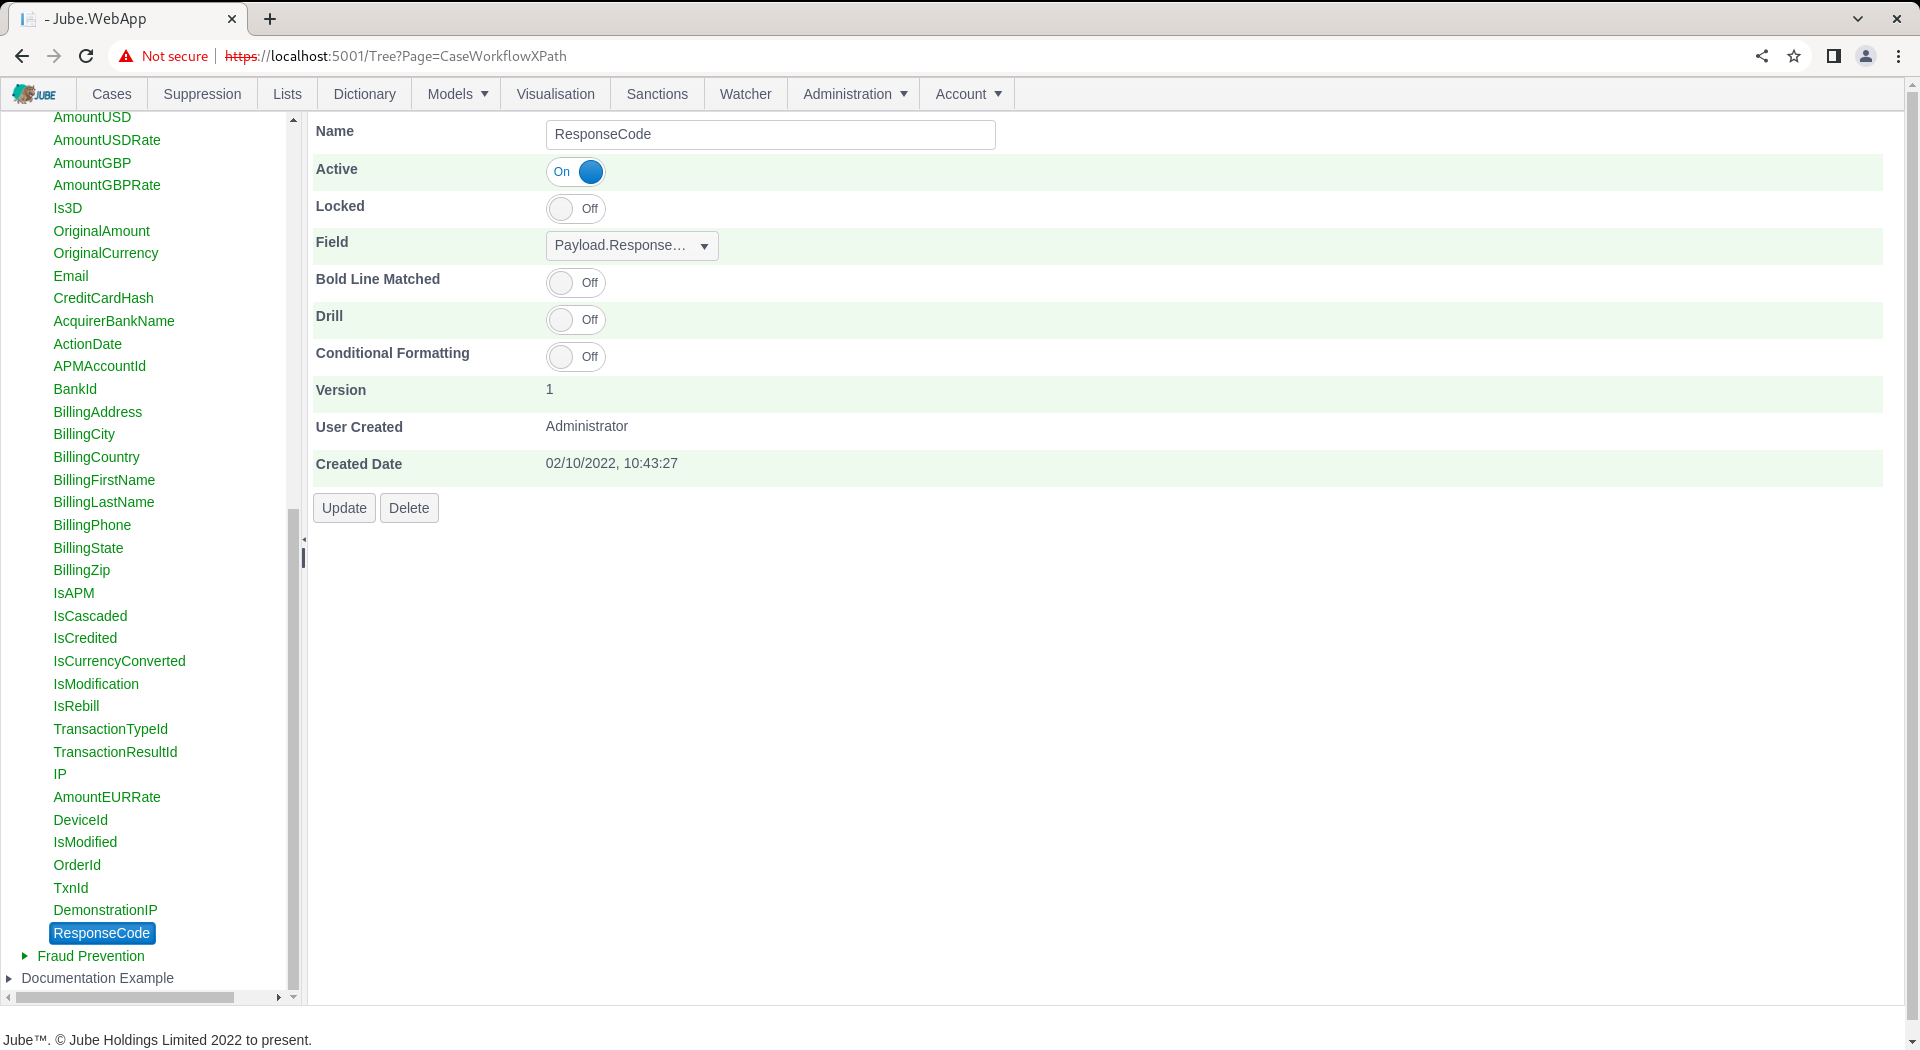 - Jube.WebApp
Not secure https://localhost:5001/Tree?Page=CaseWorkflowXPath
JUBE Cases Suppression Lists Dictionary Models Visualisation Sanctions Watcher Administration Account
AmountUSD
AmountUSDRate
AmountGBP
AmountGBPRate
Is3D
OriginalAmount
OriginalCurrency
Email
CreditCardHash
AcquirerBankName
ActionDate
APMAccountId
BankId
BillingAddress
BillingCity
BillingCountry
BillingFirstName
BillingLastName
BillingPhone
BillingState
BillingZip
IsAPM
IsCascaded
IsCredited
IsCurrencyConverted
IsModification
IsRebill
TransactionTypeId
TransactionResultId
IP
AmountEURRate
DeviceId
IsModified
OrderId
TxnId
DemonstrationIP
ResponseCode
Fraud Prevention
Documentation Example
Name ResponseCode
Active On
Locked Off
Field Payload.Response...
Bold Line Matched Off
Drill Off
Conditional Formatting Off
Version 1
User Created Administrator
Created Date 02/10/2022, 10:43:27
Update Delete
Jube™. © Jube Holdings Limited 2022 to present.